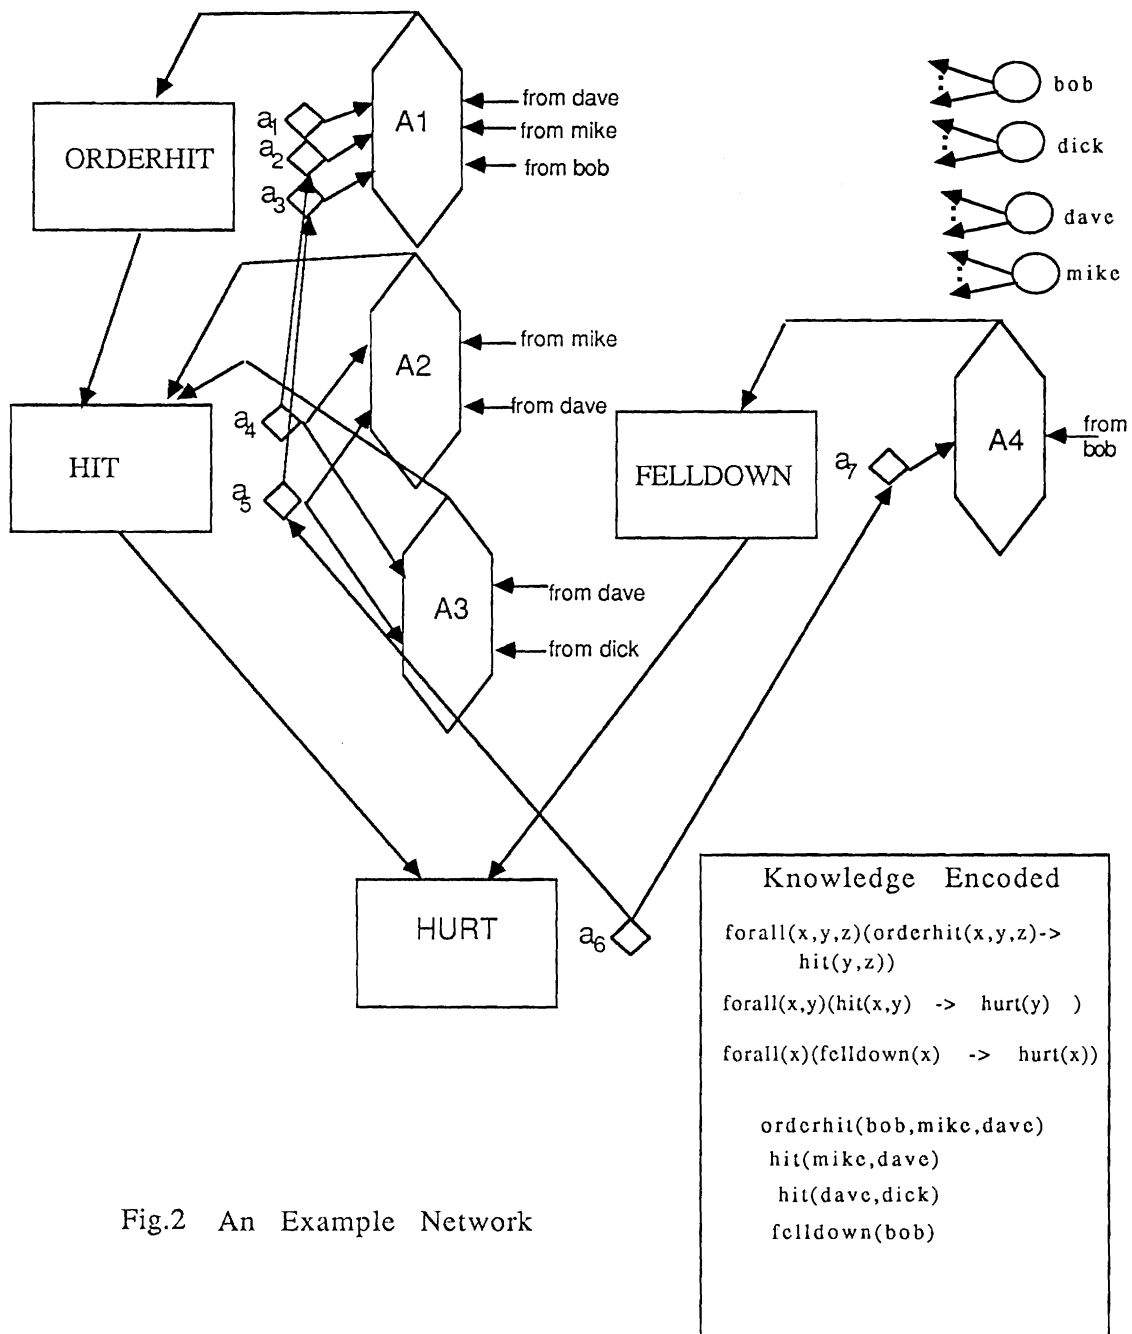 ORDERHIT
a1
a2
a3
A1
from dave
from mike
from bob
bob
dick
dave
mike
HIT
a4
a5
A2
from mike
from dave
A3
from dave
from dick
FELLDOWN
a7
A4
from
bob
HURT
a6
Knowledge Encoded
forall(x,y,z)(orderhit(x,y,z)->
hit(y,z))
forall(x,y)(hit(x,y) -> hurt(y) )
forall(x)(felldown(x) -> hurt(x))
orderhit(bob,mike,dave)
hit(mike,dave)
hit(dave,dick)
felldown(bob)
Fig.2 An Example Network